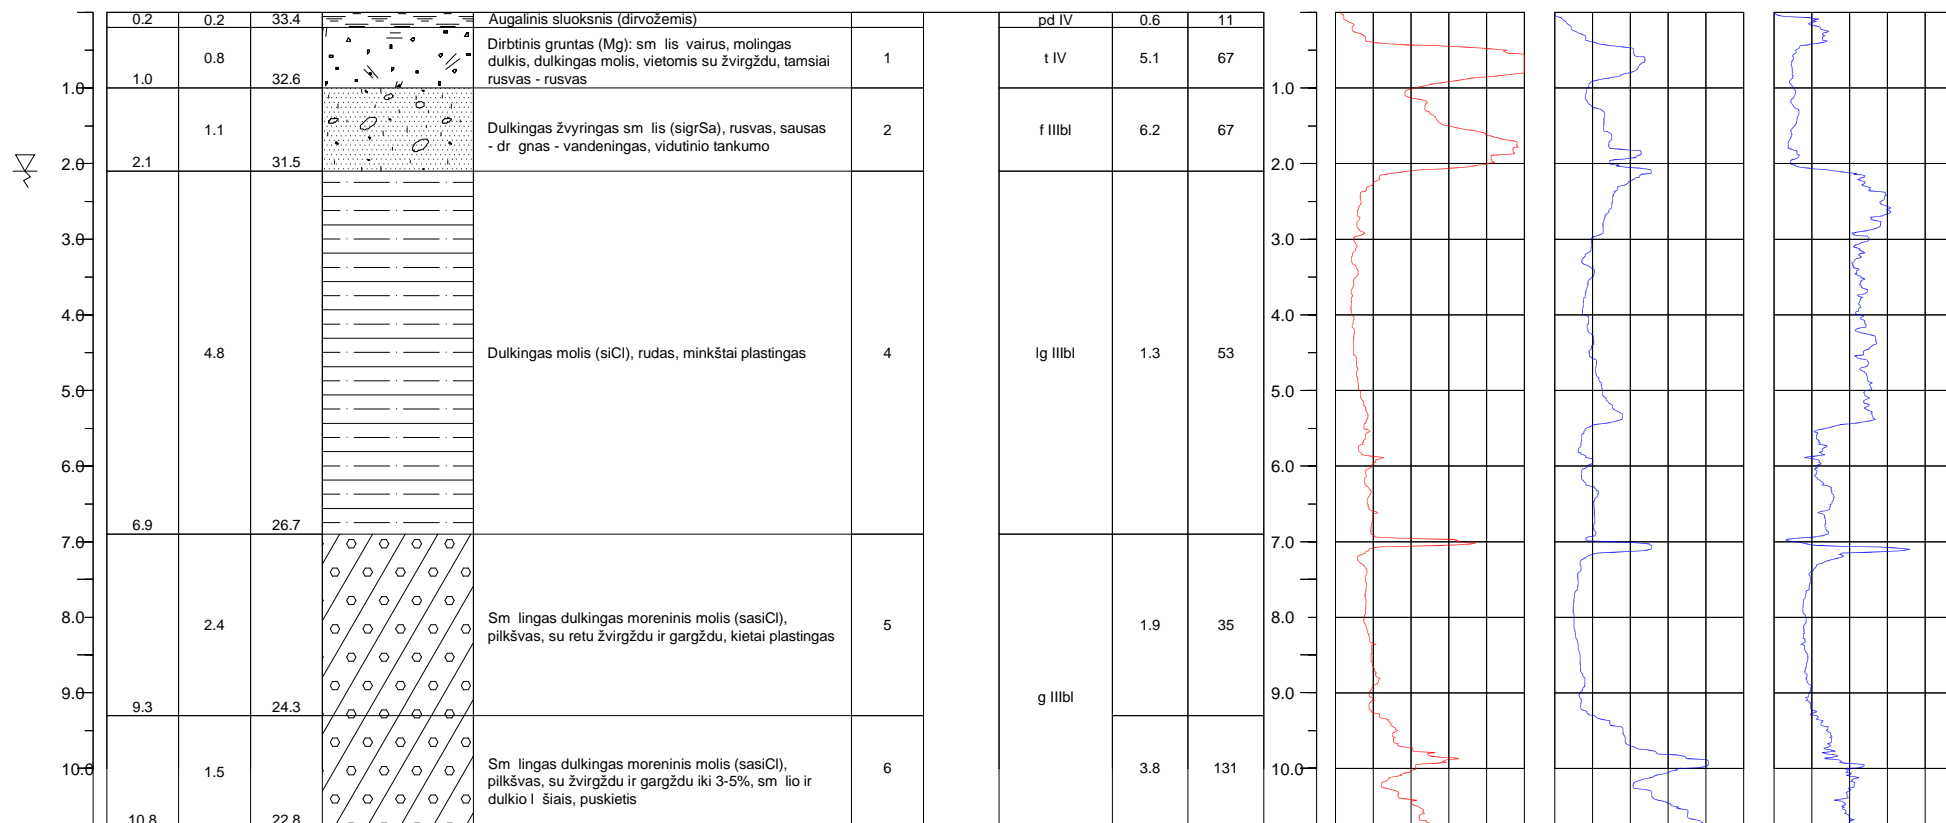 0.2 0.2 33.4 Augalinis sluoksnis (dirvožemis) pd IV 0.6 11
Dirbtinis gruntas (Mg): sm lis vairus, molingas
0.8 dulkis, dulkingas molis, vietomis su žvirgždu, tamsiai 1 t IV 5.1 67
1.0 32.6 rusvas - rusvas
1.0 1.0
1.1 Dulkingas žvyringas sm lis (sigrSa), rusvas, sausas 2 f IIIbl 6.2 67
- dr gnas - vandeningas, vidutinio tankumo
2.1 31.5
2.0 2.0
3.0 3.0
4.0 4.0
4.8 Dulkingas molis (siCl), rudas, minkštai plastingas 4 lg IIIbl 1.3 53
5.0 5.0
6.0 6.0
6.9 26.7
7.0 7.0
8.0 8.0
2.4 Sm lingas dulkingas moreninis molis (sasiCl), 5 1.9 35
pilkšvas, su retu žvirgždu ir gargždu, kietai plastingas
9.0 g IIIbl 9.0
9.3 24.3
10.0 10.0
1.5 Sm lingas dulkingas moreninis molis (sasiCl), 6 3.8 131
pilkšvas, su žvirgždu ir gargždu iki 3-5%, sm lio ir
dulkio l šiais, puskietis
10.8 22.8